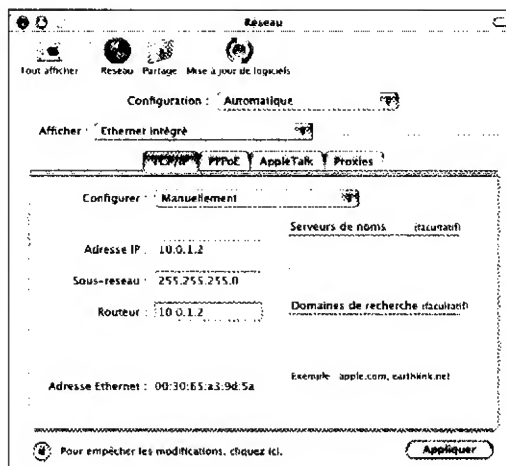 Réseau
Tout afficher Réseau Partage Mise à jour de logiciels
Configuration : Automatique
Afficher : Ethernet intégré
TCP/IP PPPoE AppleTalk Proxies
Configurer : Manuellement
Serveurs de noms (facultatif)
Adresse IP : 10.0.1.2
Sous-reseau : 255.255.255.0
Domaines de recherche (facultatif)
Routeur : 10.0.1.2
Exemple apple.com, earthlink.net
Adresse Ethernet : 00:30:65:a3:9d:5a
Pour empêcher les modifications, cliquez ici.
Appliquer